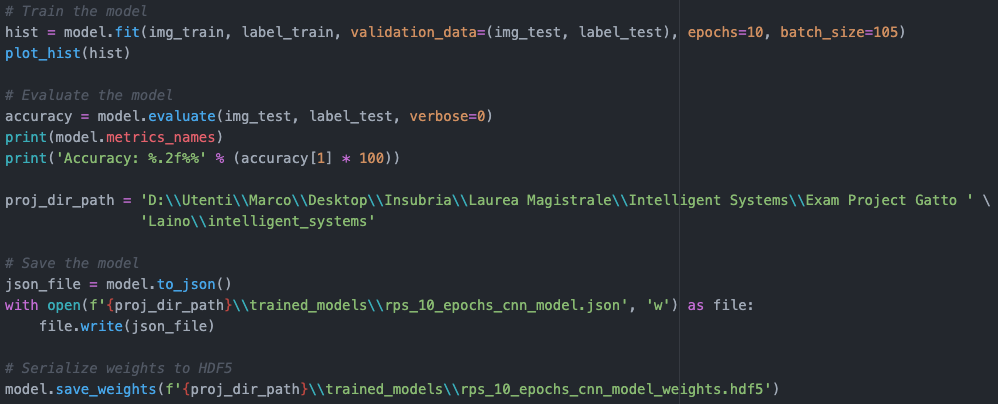 # Train the model
hist = model.fit(img_train, label_train, validation_data=(img_test, label_test), epochs=10, batch_size=105)
plot_hist(hist)
# Evaluate the model
accuracy = model.evaluate(img_test, label_test, verbose=0)
print(model.metrics_names)
print('Accuracy: %.2f%%' % (accuracy[1] * 100))
proj_dir_path = 'D:\\Utenti\\Marco\\Desktop\\Insubria\\Laurea Magistrale\\Intelligent Systems\\Exam Project Gatto ' \
                'Laino\\intelligent_systems'
# Save the model
json_file = model.to_json()
with open(f'{proj_dir_path}\\trained_models\\rps_10_epochs_cnn_model.json', 'w') as file:
    file.write(json_file)
# Serialize weights to HDF5
model.save_weights(f'{proj_dir_path}\\trained_models\\rps_10_epochs_cnn_model_weights.hdf5')